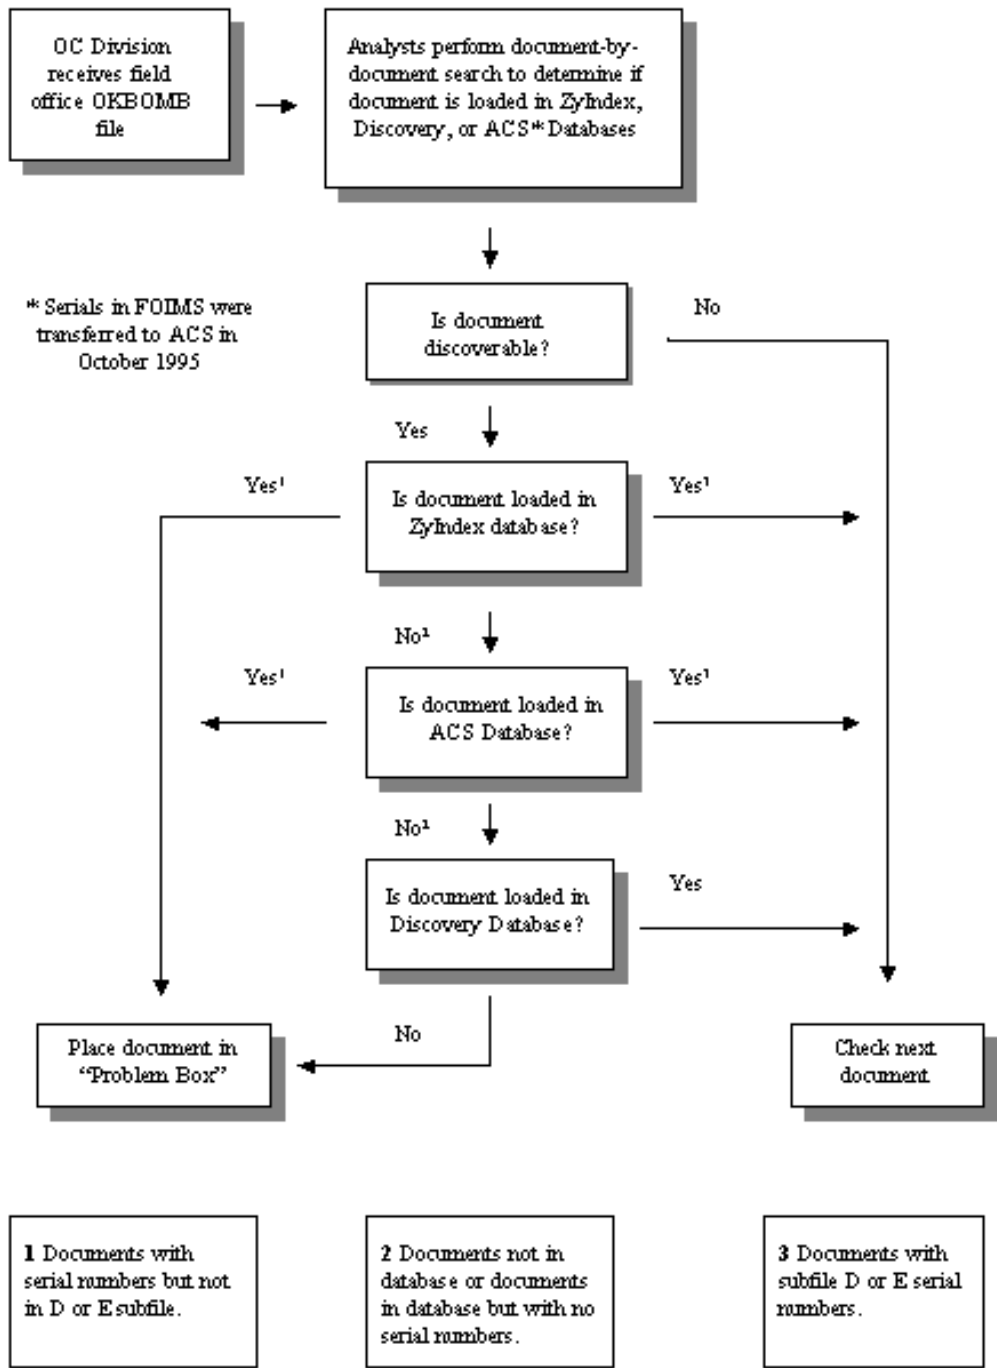 OC Division
receives field
office OKBOMB
file
Analysts perform document-by-
document search to determine if
document is loaded in ZyIndex,
Discovery, or ACS* Databases
* Serials in FOIMS were
transferred to ACS in
October 1995
Is document
discoverable?
No
Yes
Yes¹
Is document loaded in
ZyIndex database?
Yes³
No²
Yes¹
Is document loaded in
ACS Database?
Yes³
No²
Is document loaded in
Discovery Database?
Yes
No
Place document in
“Problem Box”
Check next
document
1 Documents with
serial numbers but not
in D or E subfile.
2 Documents not in
database or documents
in database but with no
serial numbers.
3 Documents with
subfile D or E serial
numbers.